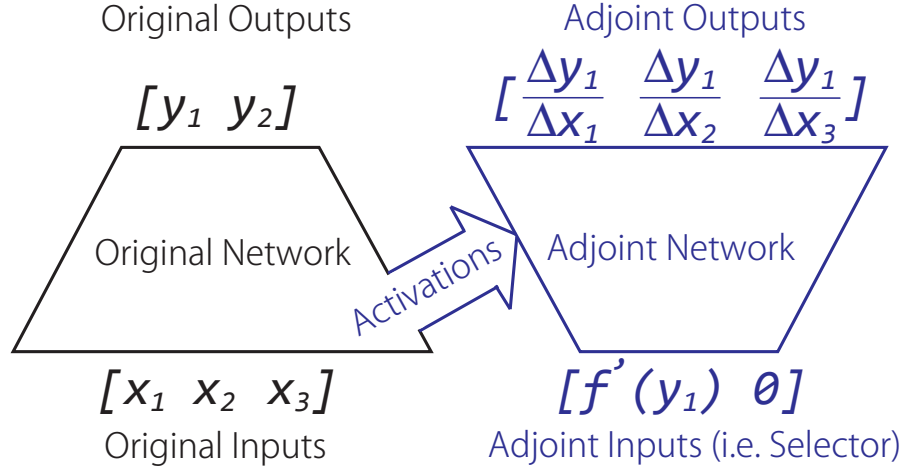 Original Outputs
[y₁ y₂]
Original Network
[x₁ x₂ x₃]
Original Inputs
Activations
Adjoint Outputs
[Δy₁/Δx₁ Δy₁/Δx₂ Δy₁/Δx₃]
Adjoint Network
[f’(y₁) 0]
Adjoint Inputs (i.e. Selector)